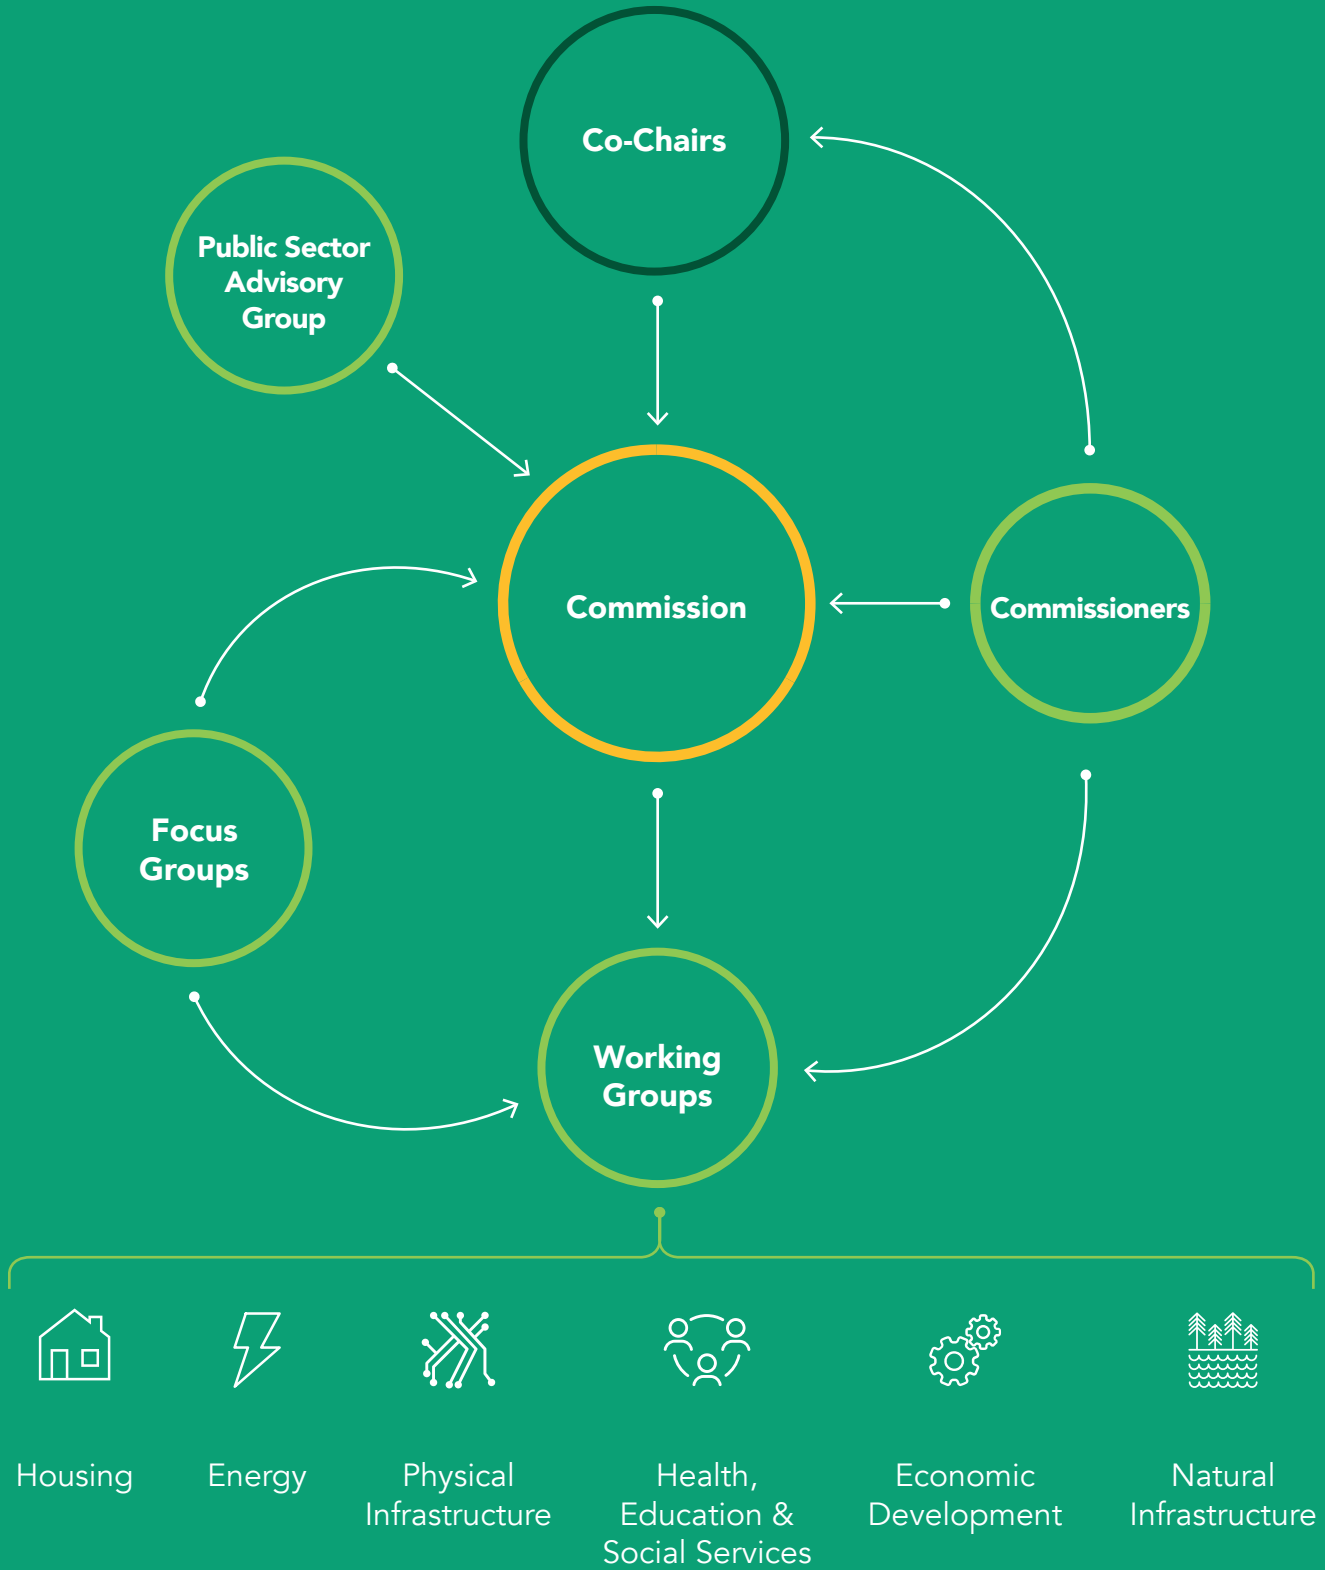 Co-Chairs
Public Sector
Advisory
Group
Commission
Commissioners
Focus
Groups
Working
Groups
Housing
Energy
Physical
Infrastructure
Health,
Education &
Social Services
Economic
Development
Natural
Infrastructure